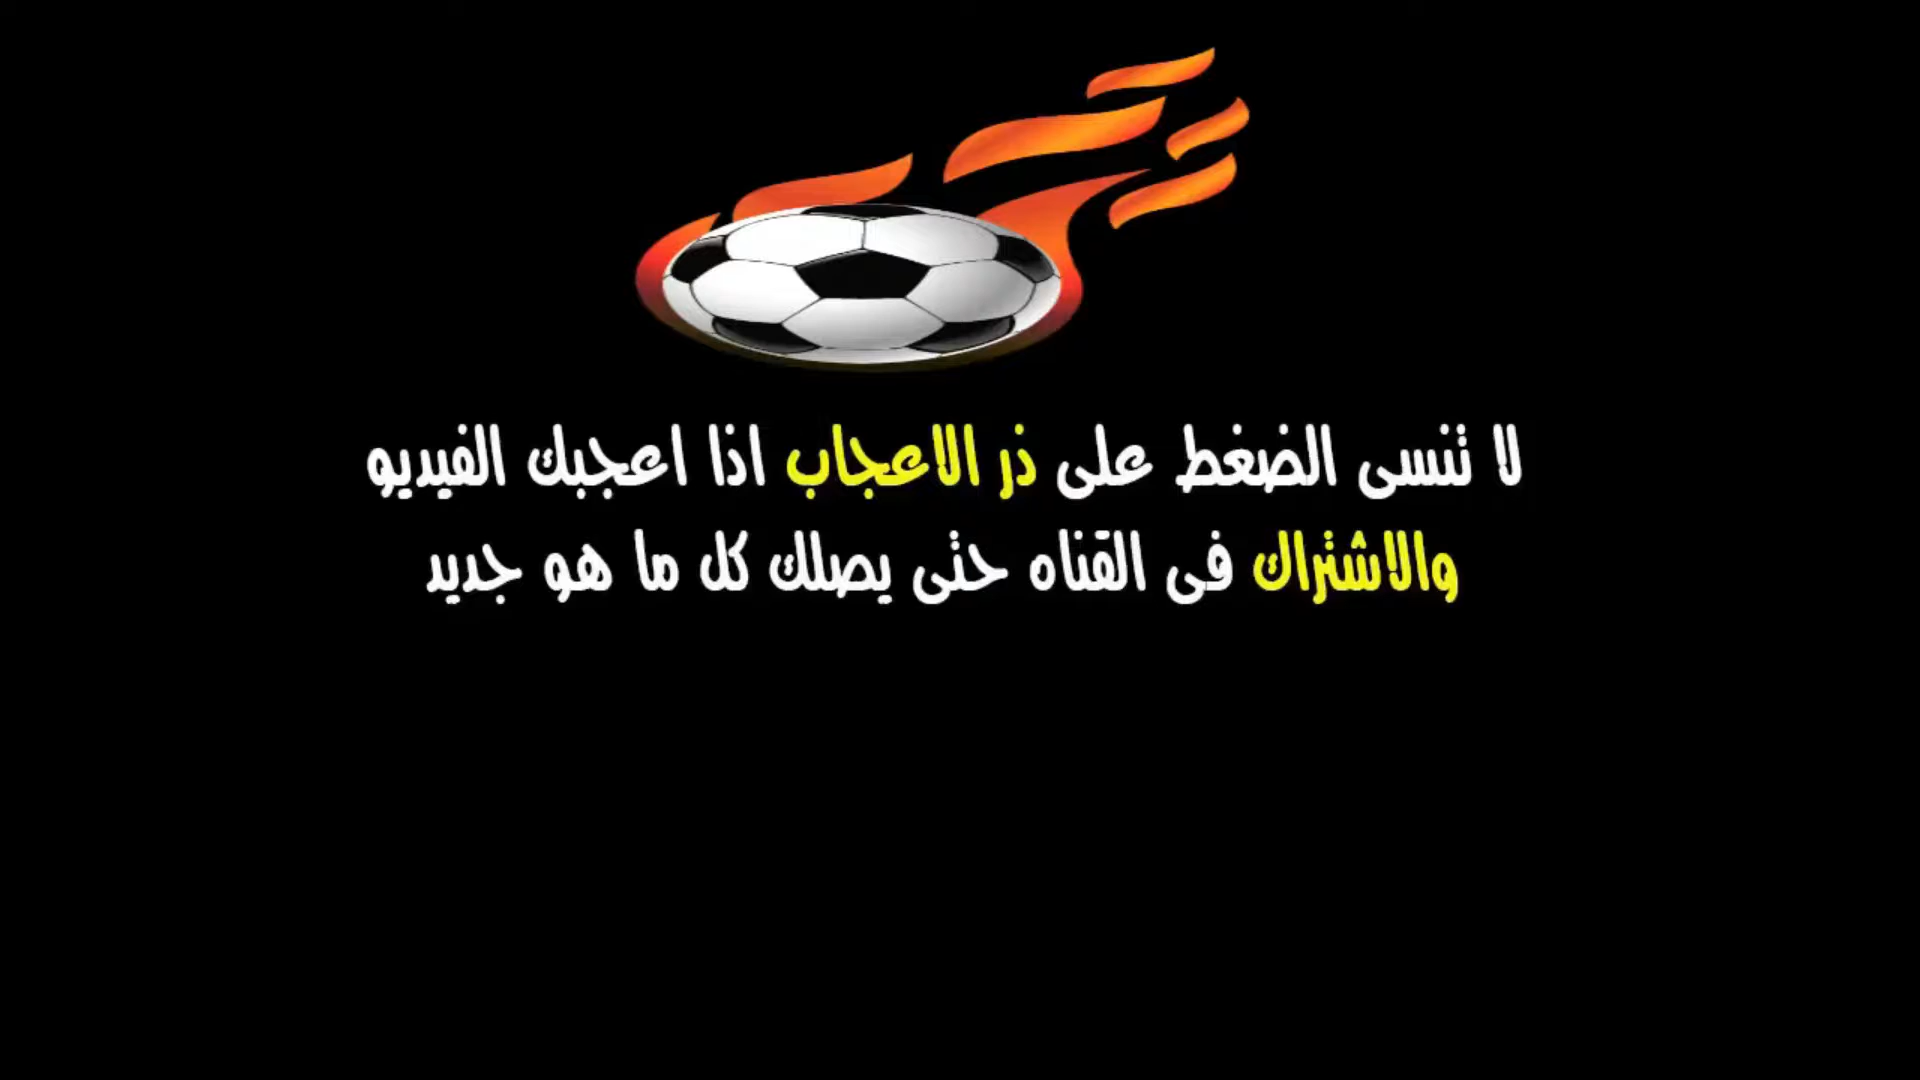 لا تنسى الضغط على ذر الاعجاب اذا اعجبك الفيديو
والاشتراك فى القناه حتى يصلك كل ما هو جديد